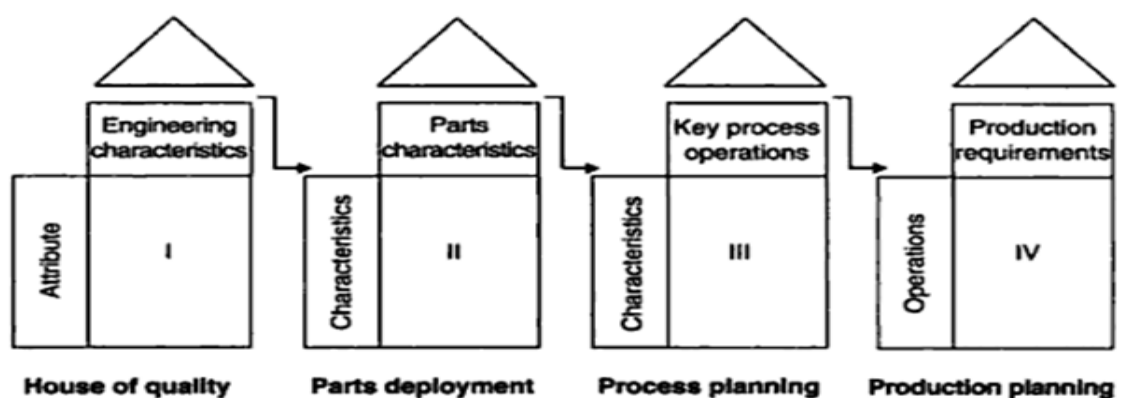 Engineering
characteristics
Attribute
I
House of quality
Parts
characteristics
Characteristics
II
Parts deployment
Key process
operations
Characteristics
III
Process planning
Production
requirements
Operations
IV
Production planning